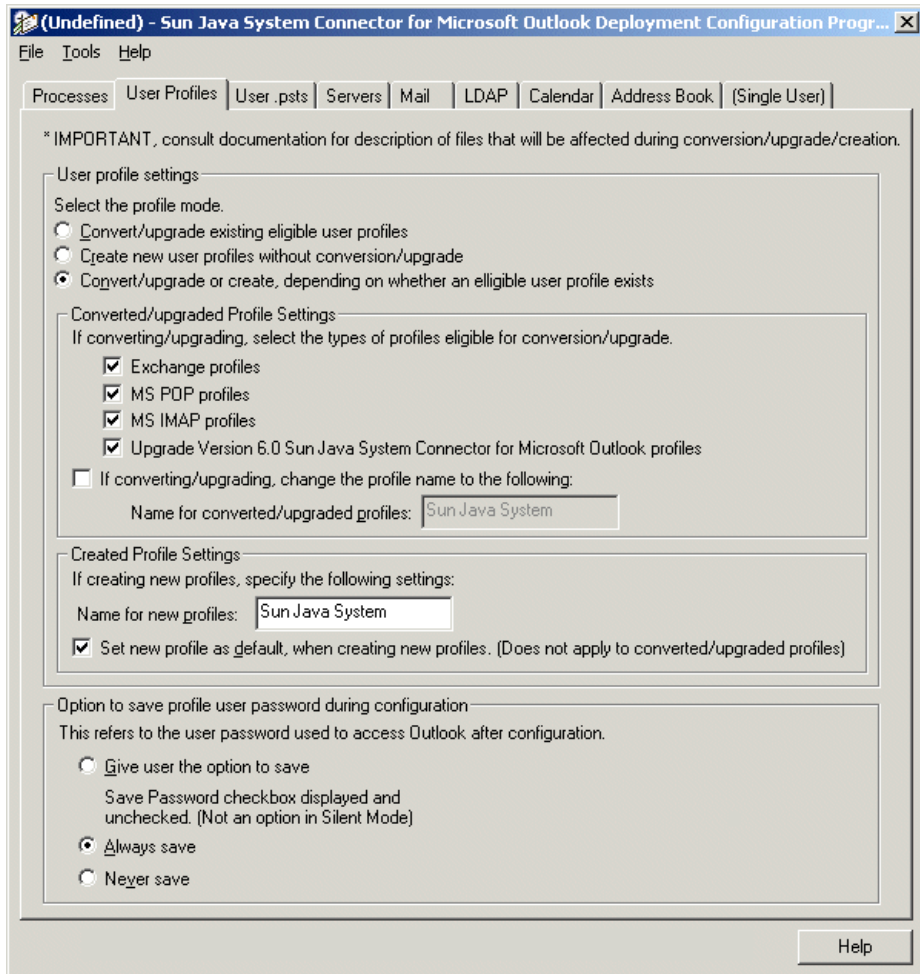 (Undefined) - Sun Java System Connector for Microsoft Outlook Deployment Configuration Progr...
File Tools Help
Processes User Profiles User .psts Servers Mail LDAP Calendar Address Book (Single User)
* IMPORTANT, consult documentation for description of files that will be affected during conversion/upgrade/creation.
User profile settings
Select the profile mode.
Convert/upgrade existing eligible user profiles
Create new user profiles without conversion/upgrade
Convert/upgrade or create, depending on whether an elligible user profile exists
Converted/upgraded Profile Settings
If converting/upgrading, select the types of profiles eligible for conversion/upgrade.
Exchange profiles
MS POP profiles
MS IMAP profiles
Upgrade Version 6.0 Sun Java System Connector for Microsoft Outlook profiles
If converting/upgrading, change the profile name to the following:
Name for converted/upgraded profiles: Sun Java System
Created Profile Settings
If creating new profiles, specify the following settings:
Name for new profiles: Sun Java System
Set new profile as default, when creating new profiles. (Does not apply to converted/upgraded profiles)
Option to save profile user password during configuration
This refers to the user password used to access Outlook after configuration.
Give user the option to save
Save Password checkbox displayed and
unchecked. (Not an option in Silent Mode)
Always save
Never save
Help